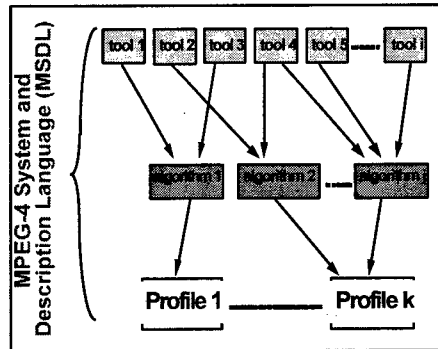 MPEG-4 System and
Description Language (MSDL)
tool 1 tool 2 tool 3 tool 4 tool 5 tool i
algorithm 1 algorithm 2 algorithm j
Profile 1 Profile k